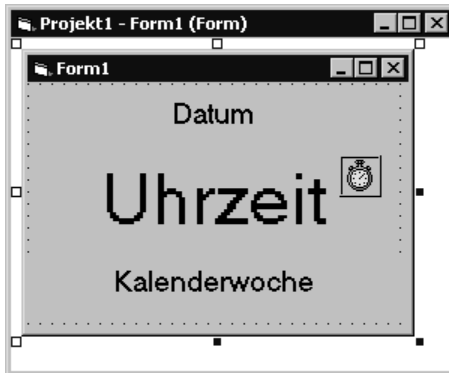 Projekt1 - Form1 (Form)
Form1
Datum
Uhrzeit
Kalenderwoche